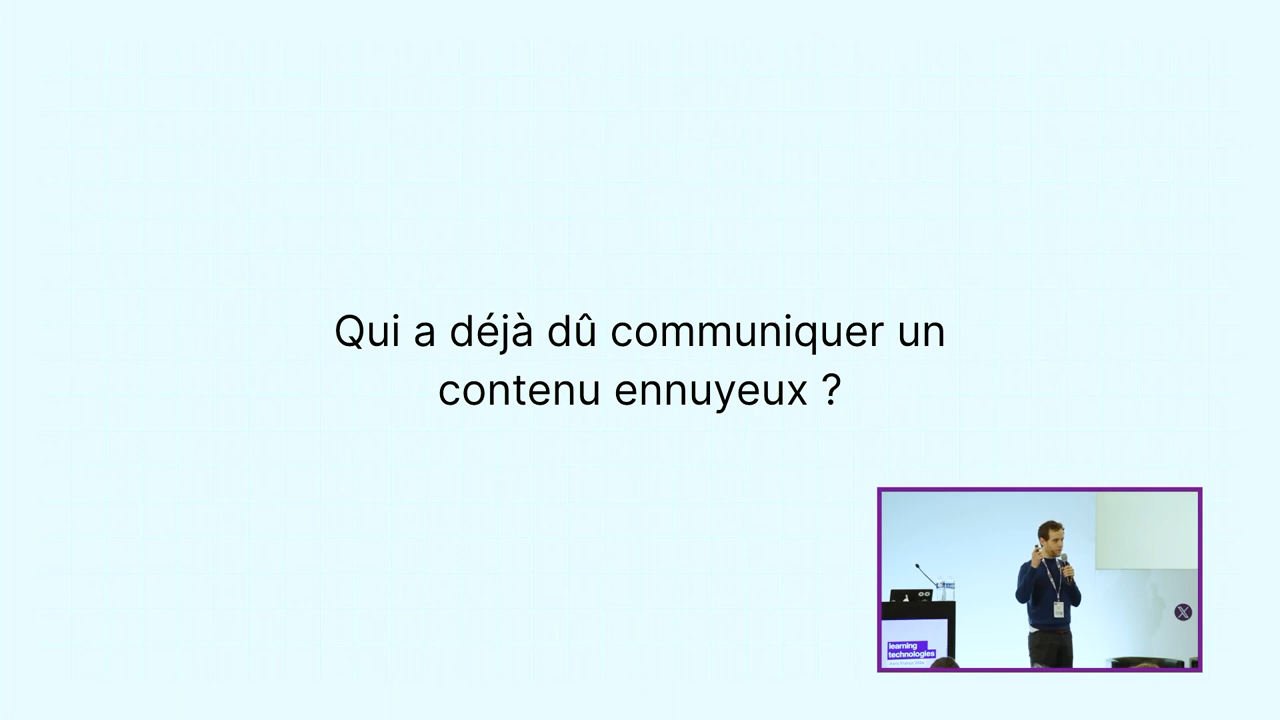 Qui a déjà dû communiquer un
contenu ennuyeux ?
learning
technologies